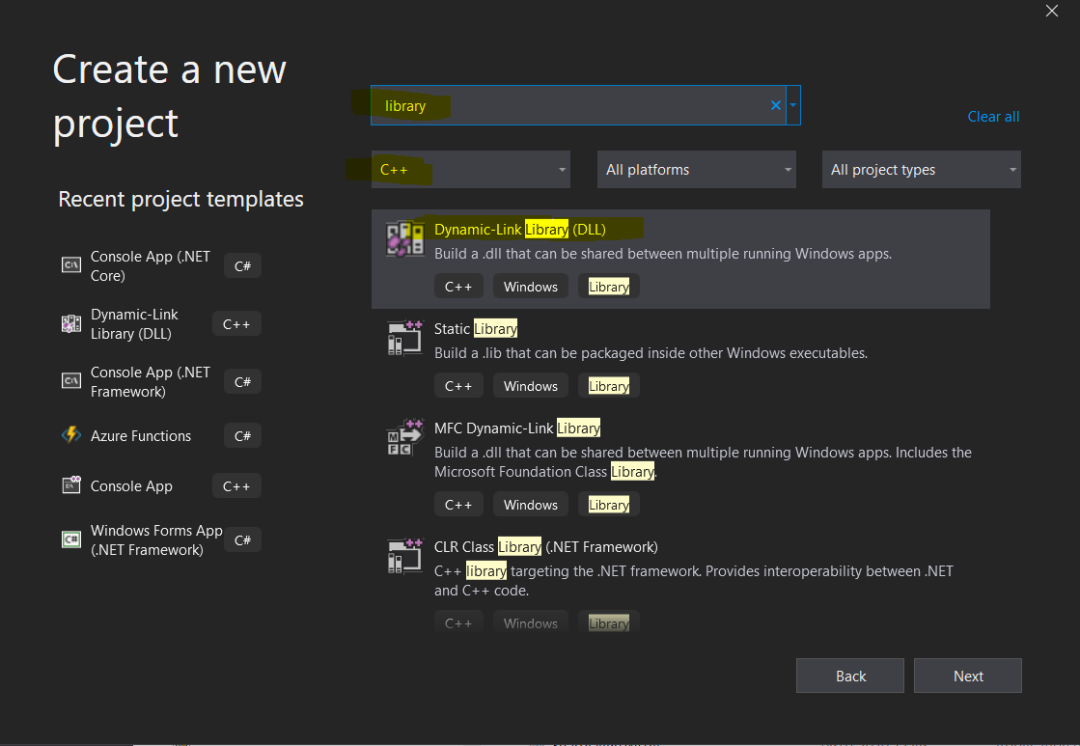 Create a new
project
Recent project templates
Console App (.NET
Core)
C#
Dynamic-Link
Library (DLL)
C++
Console App (.NET
Framework)
C#
Azure Functions
C#
Console App
C++
Windows Forms App
(.NET Framework)
C#
library
Clear all
C++
All platforms
All project types
Dynamic-Link Library (DLL)
Build a .dll that can be shared between multiple running Windows apps.
C++ Windows Library
Static Library
Build a .lib that can be packaged inside other Windows executables.
C++ Windows Library
MFC Dynamic-Link Library
Build a .dll that can be shared between multiple running Windows apps. Includes the
Microsoft Foundation Class Library.
C++ Windows Library
CLR Class Library (.NET Framework)
C++ library targeting the .NET framework. Provides interoperability between .NET
and C++ code.
C++ Windows Library
Back
Next